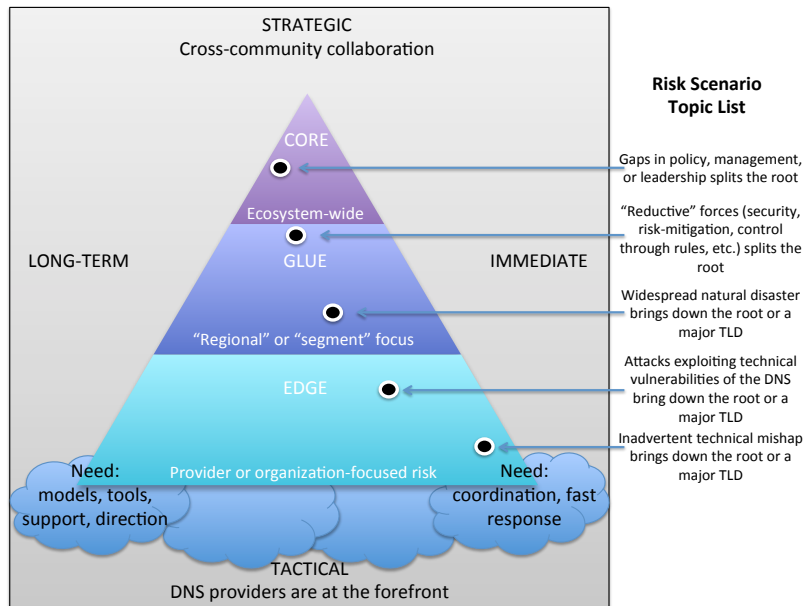 STRATEGIC
Cross-community collaboration
Risk Scenario
Topic List
CORE
Gaps in policy, management,
or leadership splits the root
Ecosystem-wide
“Reductive” forces (security,
risk-mitigation, control
through rules, etc.) splits the
root
LONG-TERM
GLUE
IMMEDIATE
Widespread natural disaster
brings down the root or a
major TLD
“Regional” or “segment” focus
Attacks exploiting technical
vulnerabilities of the DNS
bring down the root or a
major TLD
EDGE
Inadvertent technical mishap
brings down the root or a
major TLD
Need:
models, tools,
support, direction
Provider or organization-focused risk
Need:
coordination, fast
response
TACTICAL
DNS providers are at the forefront